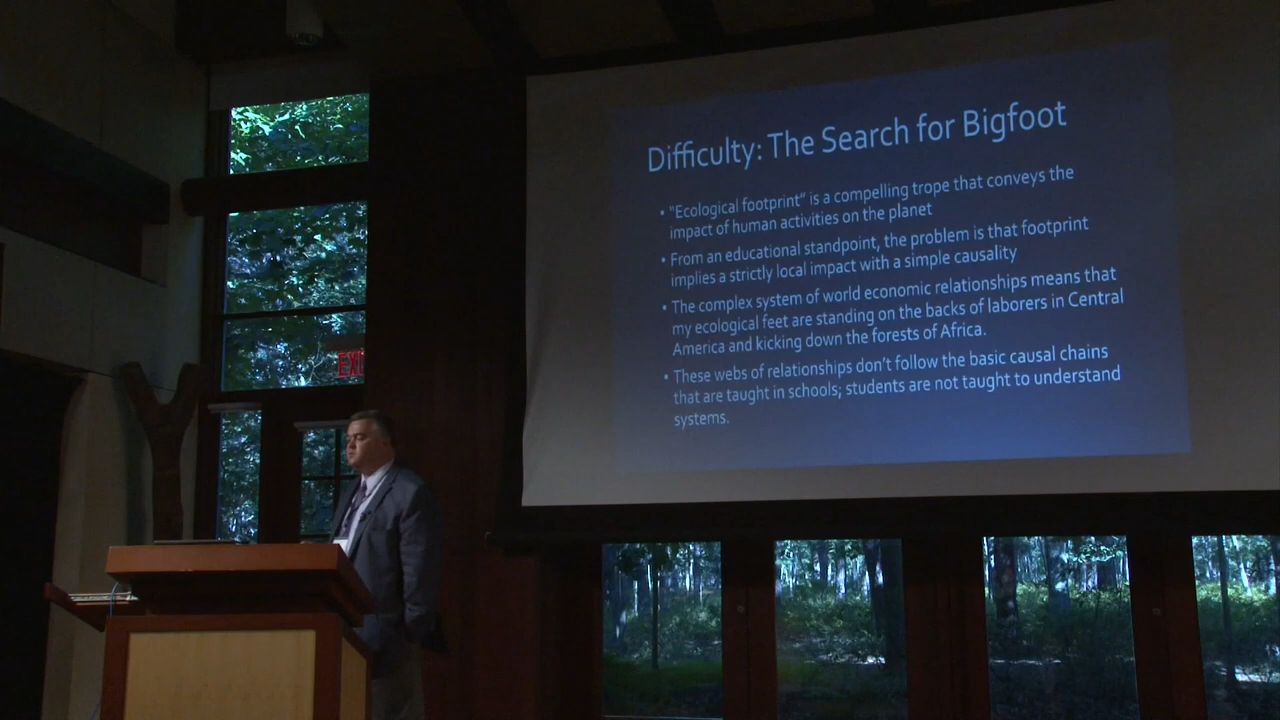 Difficulty: The Search for Bigfoot
• "Ecological footprint“ is a compelling trope that conveys the
impact of human activities on the planet
• From an educational standpoint, the problem is that footprint
implies a strictly local impact with a simple causality
• The complex system of world economic relationships means that
my ecological feet are standing on the backs of laborers in Central
America and kicking down the forests of Africa.
• These webs of relationships don't follow the basic causal chains
that are taught in schools; students are not taught to understand
systems.
EXI